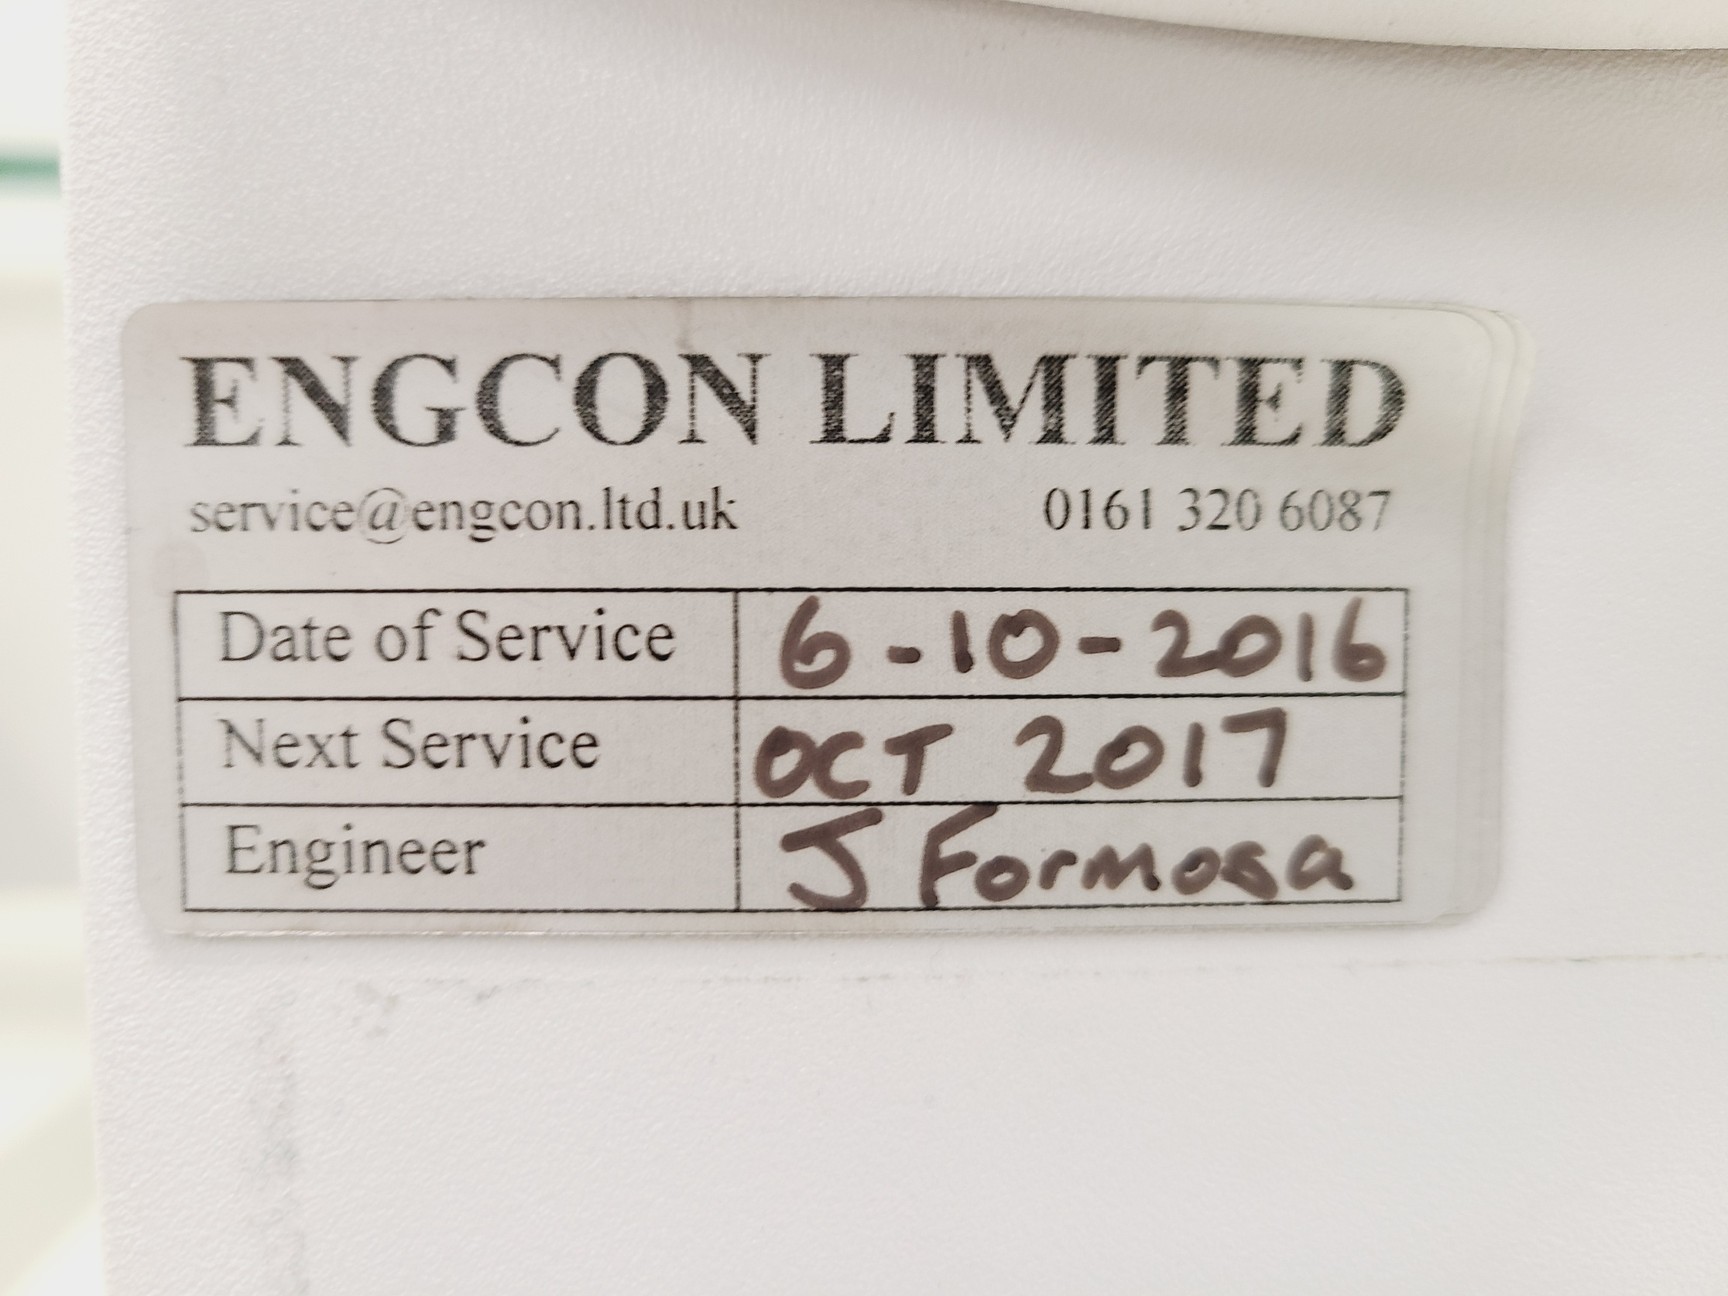 ENGCON LIMITED
service@engcon.ltd.uk 0161 320 6087
Date of Service 6-10-2016
Next Service OCT 2017
Engineer J Formosa